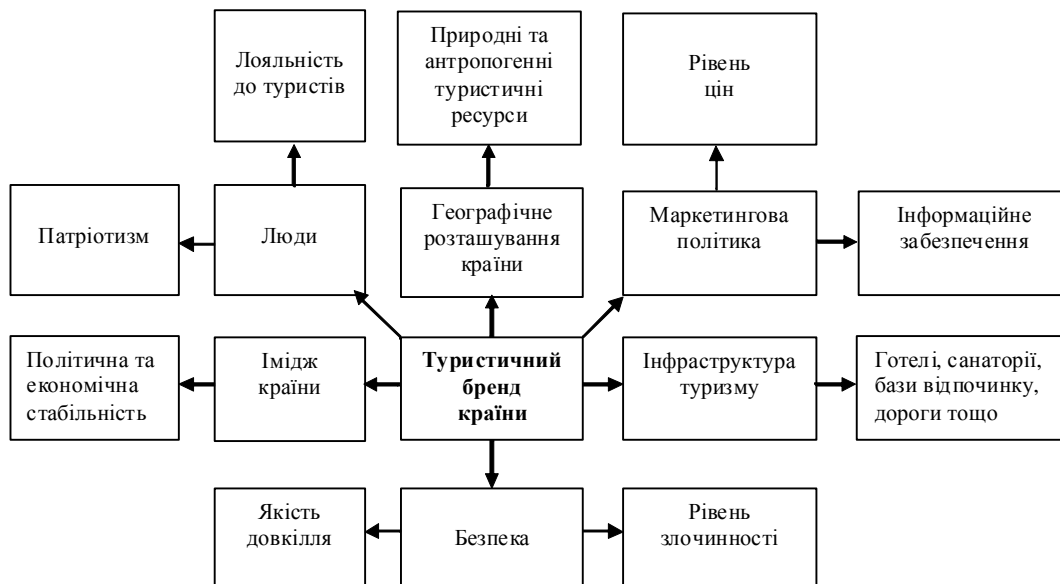 Лояльність
до туристів
Природні та
антропогенні
туристичні
ресурси
Рівень
цін
Патріотизм
Люди
Географічне
розташування
країни
Маркетингова
політика
Інформаційне
забезпечення
Політична та
економічна
стабільність
Імідж
країни
Туристичний
бренд
країни
Інфраструктура
туризму
Готелі, санаторії,
бази відпочинку,
дороги тощо
Якість
довкілля
Безпека
Рівень
злочинності